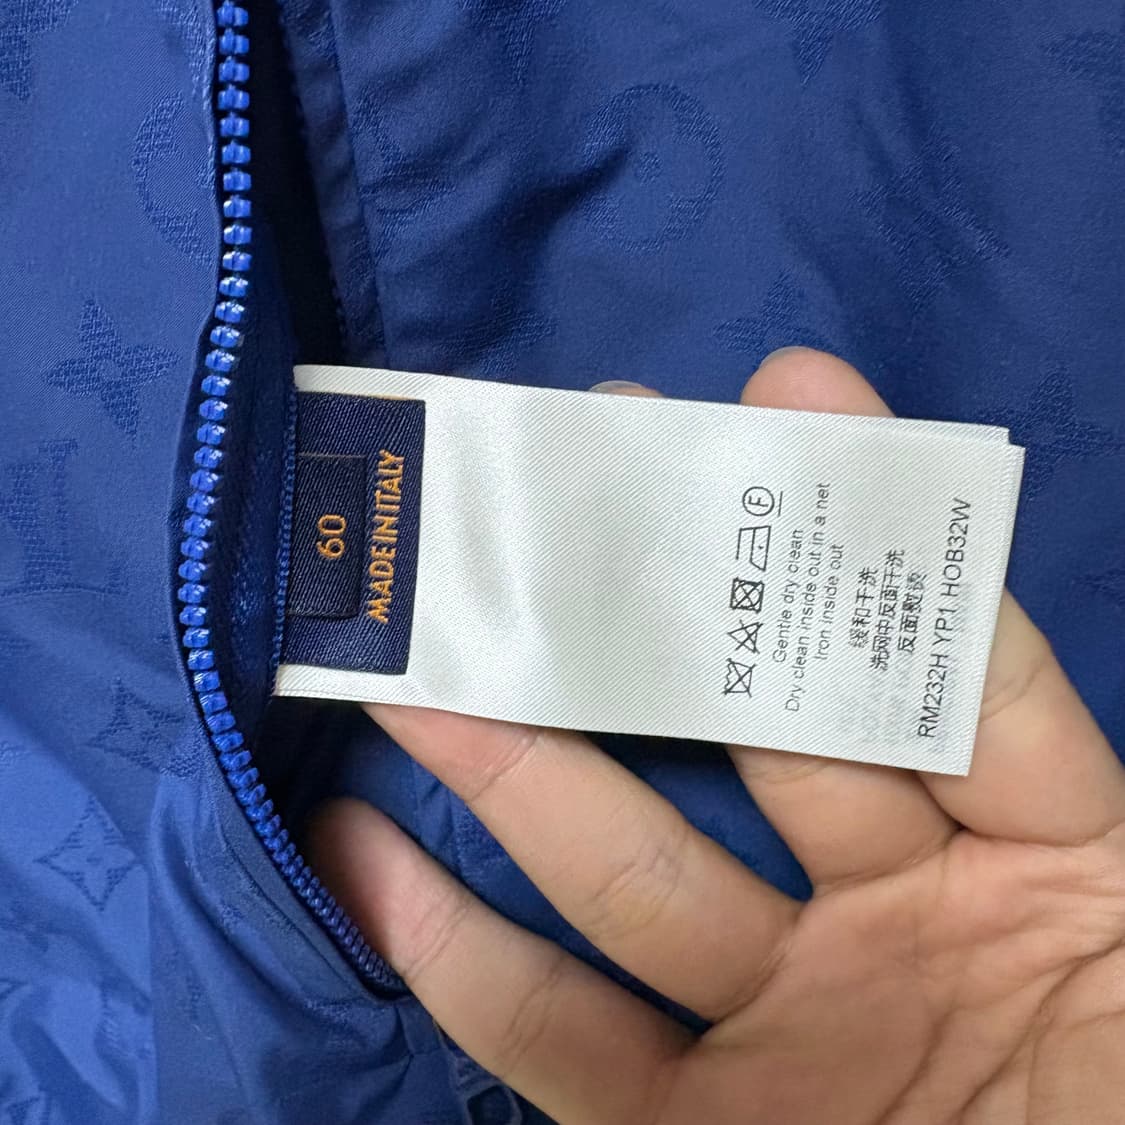 60
MADE IN ITALY
F
Gentle dry clean
Dry clean inside out in a net
Iron inside out
缓和干洗
洗网中反面干洗
反面熨烫
RM232H YP1 HOB32W